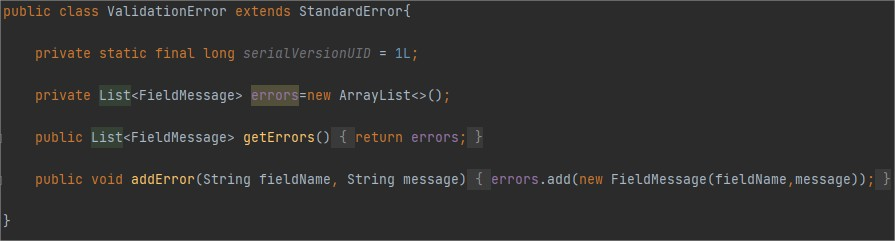 public class ValidationError extends StandardError{
private static final long serialVersionUID = 1L;
private List<FieldMessage> errors=new ArrayList<>();
public List<FieldMessage> getErrors() { return errors; }
public void addError(String fieldName, String message) { errors.add(new FieldMessage(fieldName,message)); }
}